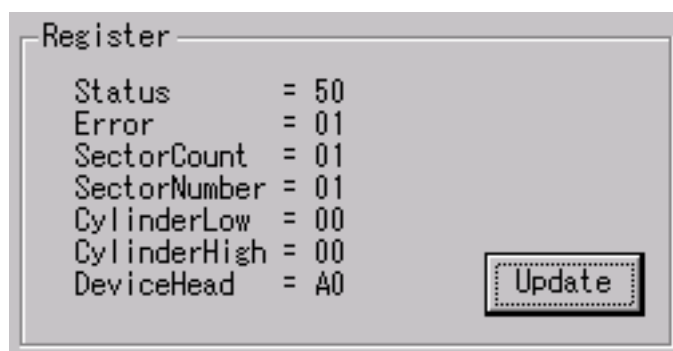 Register
Status = 50
Error = 01
SectorCount = 01
SectorNumber = 01
CylinderLow = 00
CylinderHigh = 00
DeviceHead = A0
Update